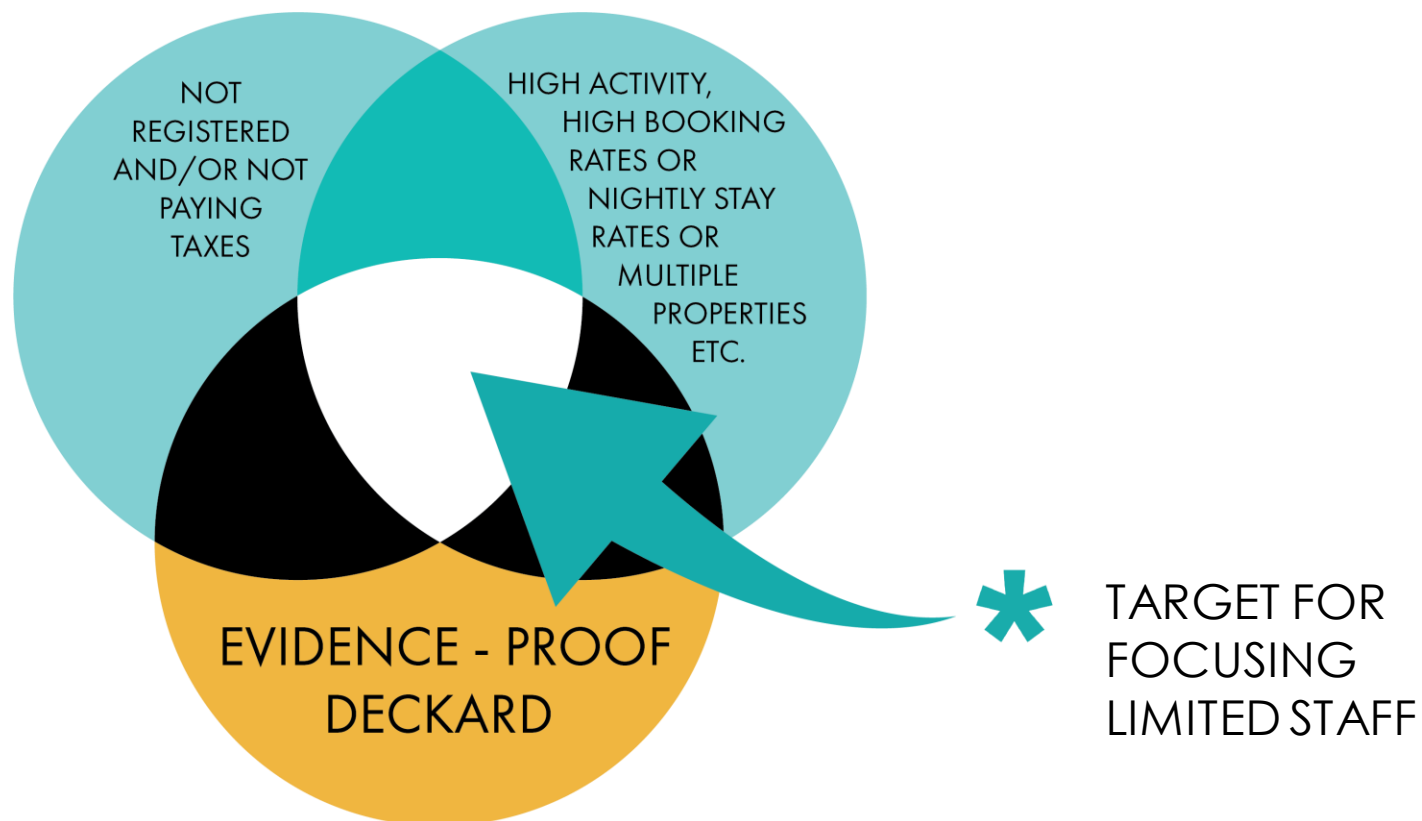 NOT
REGISTERED
AND/OR NOT
PAYING
TAXES
HIGH ACTIVITY,
HIGH BOOKING
RATES OR
NIGHTLY STAY
RATES OR
MULTIPLE
PROPERTIES
ETC.
EVIDENCE - PROOF
DECKARD
* TARGET FOR
FOCUSING
LIMITED STAFF